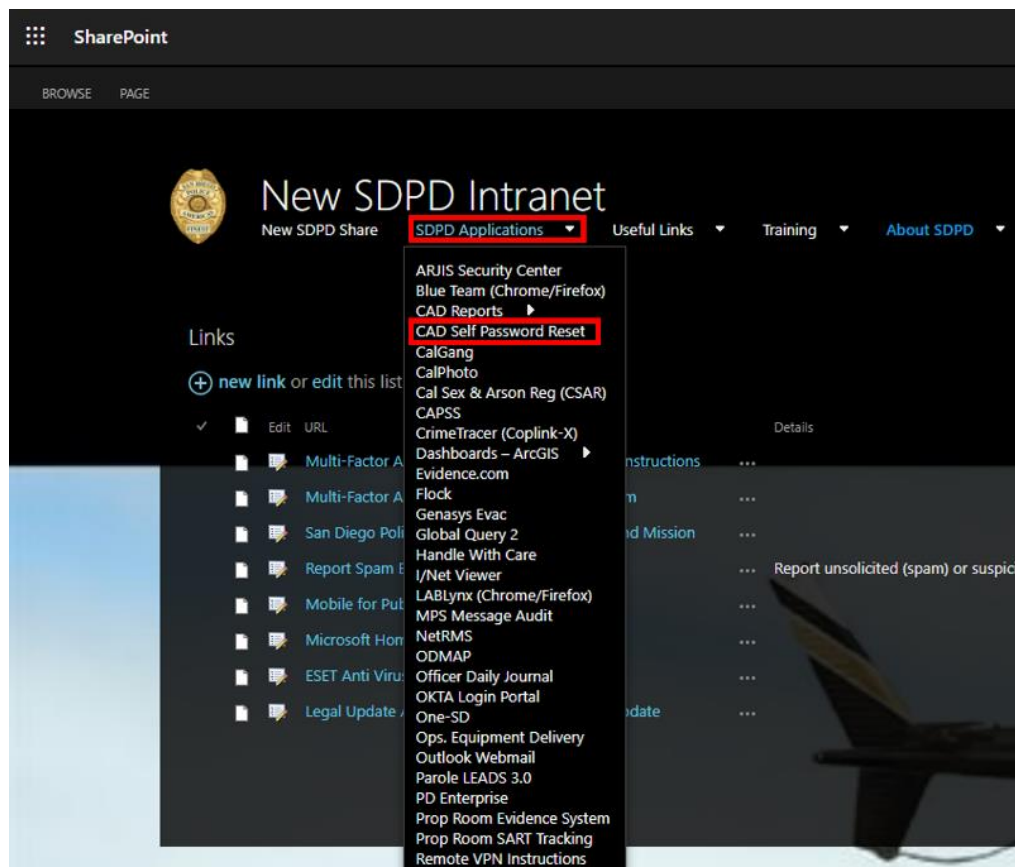 SharePoint
BROWSE PAGE
New SDPD Intranet
New SDPD Share SDPD Applications Useful Links Training About SDPD
ARJIS Security Center
Blue Team (Chrome/Firefox)
CAD Reports
CAD Self Password Reset
CalGang
CalPhoto
Cal Sex & Arson Reg (CSAR)
CAPSS
CrimeTracer (Coplink-X)
Dashboards – ArcGIS
Evidence.com
Flock
Genasys Evac
Global Query 2
Handle With Care
I/Net Viewer
LABLynx (Chrome/Firefox)
MPS Message Audit
NetRMS
ODMAP
Officer Daily Journal
OKTA Login Portal
One-SD
Ops. Equipment Delivery
Outlook Webmail
Parole LEADS 3.0
PD Enterprise
Prop Room Evidence System
Prop Room SART Tracking
Remote VPN Instructions
Links
new link or edit this list
Edit URL Details
Multi-Factor A nstructions ...
Multi-Factor A m ...
San Diego Poli nd Mission ...
Report Spam E ... Report unsolicited (spam) or suspic
Mobile for Pub ...
Microsoft Hom ...
ESET Anti Viru ...
Legal Update pdate ...